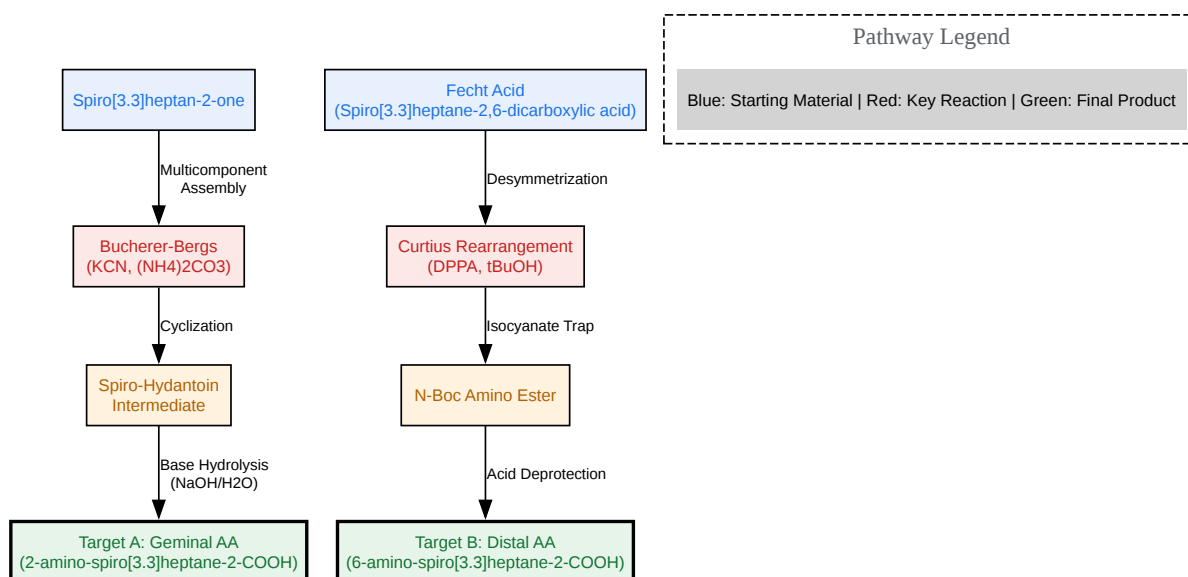 Pathway Legend
Blue: Starting Material | Red: Key Reaction | Green: Final Product
Spiro[3.3]heptan-2-one
Multicomponent
Assembly
Bucherer-Bergs
(KCN, (NH4)2CO3)
Cyclization
Spiro-Hydantoin
Intermediate
Base Hydrolysis
(NaOH/H2O)
Target A: Geminal AA
(2-amino-spiro[3.3]heptane-2-COOH)
Fecht Acid
(Spiro[3.3]heptane-2,6-dicarboxylic acid)
Desymmetrization
Curtius Rearrangement
(DPPA, tBuOH)
Isocyanate Trap
N-Boc Amino Ester
Acid Deprotection
Target B: Distal AA
(6-amino-spiro[3.3]heptane-2-COOH)